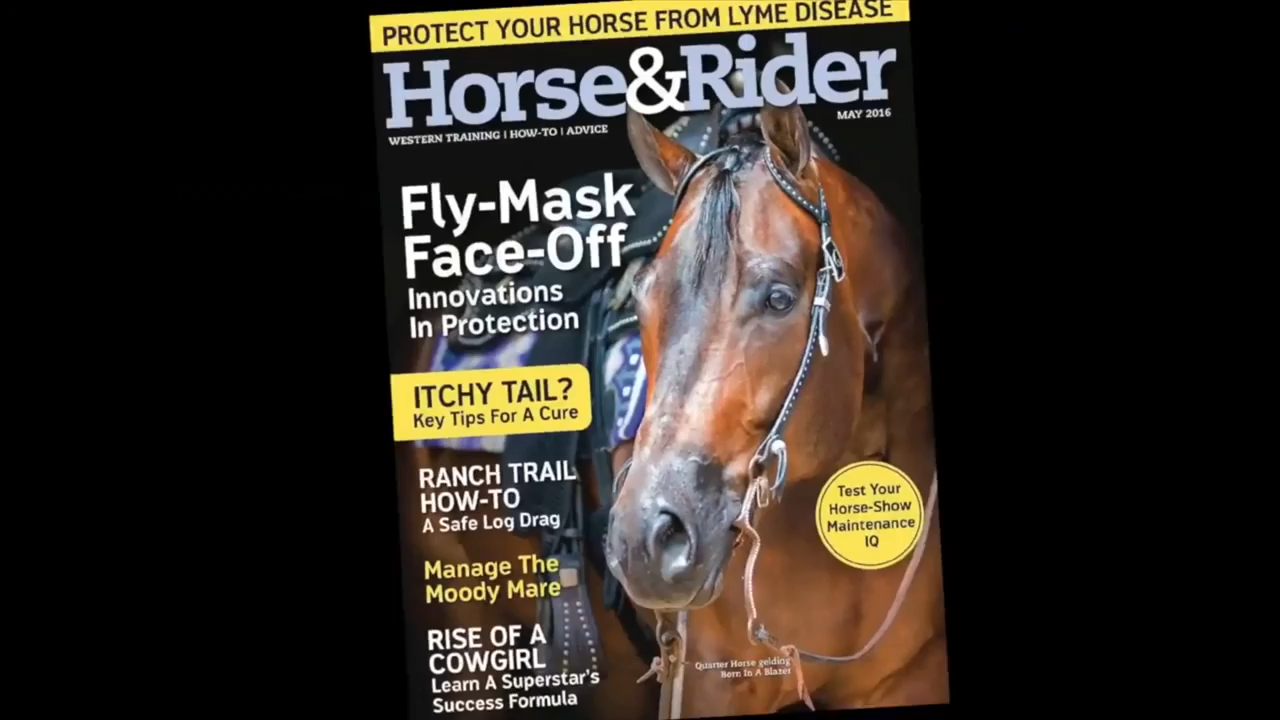 PROTECT YOUR HORSE FROM LYME DISEASE
Horse&Rider
MAY 2016
WESTERN TRAINING | HOW-TO | ADVICE
Fly-Mask
Face-Off
Innovations
In Protection
ITCHY TAIL?
Key Tips For A Cure
RANCH TRAIL
HOW-TO
A Safe Log Drag
Manage The
Moody Mare
RISE OF A
COWGIRL
Learn A Superstar's
Success Formula
Test Your
Horse-Show
Maintenance
IQ
Quarter Horse gelding
Born In A Blazer